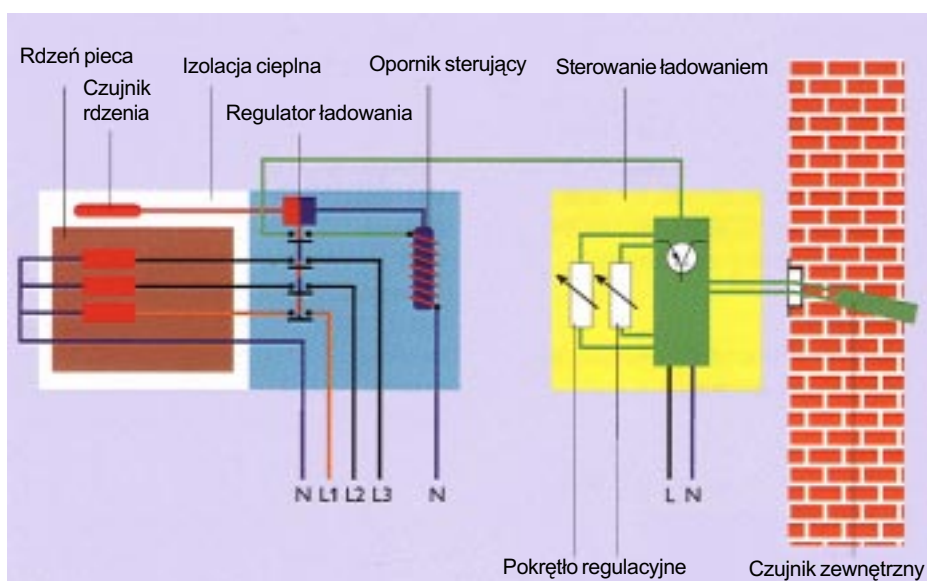 Rdzeń pieca
Czujnik
rdzenia
Izolacja cieplna
Regulator ładowania
Opornik sterujący
Sterowanie ładowaniem
N L1 L2 L3 N
L N
Pokrętło regulacyjne
Czujnik zewnętrzny